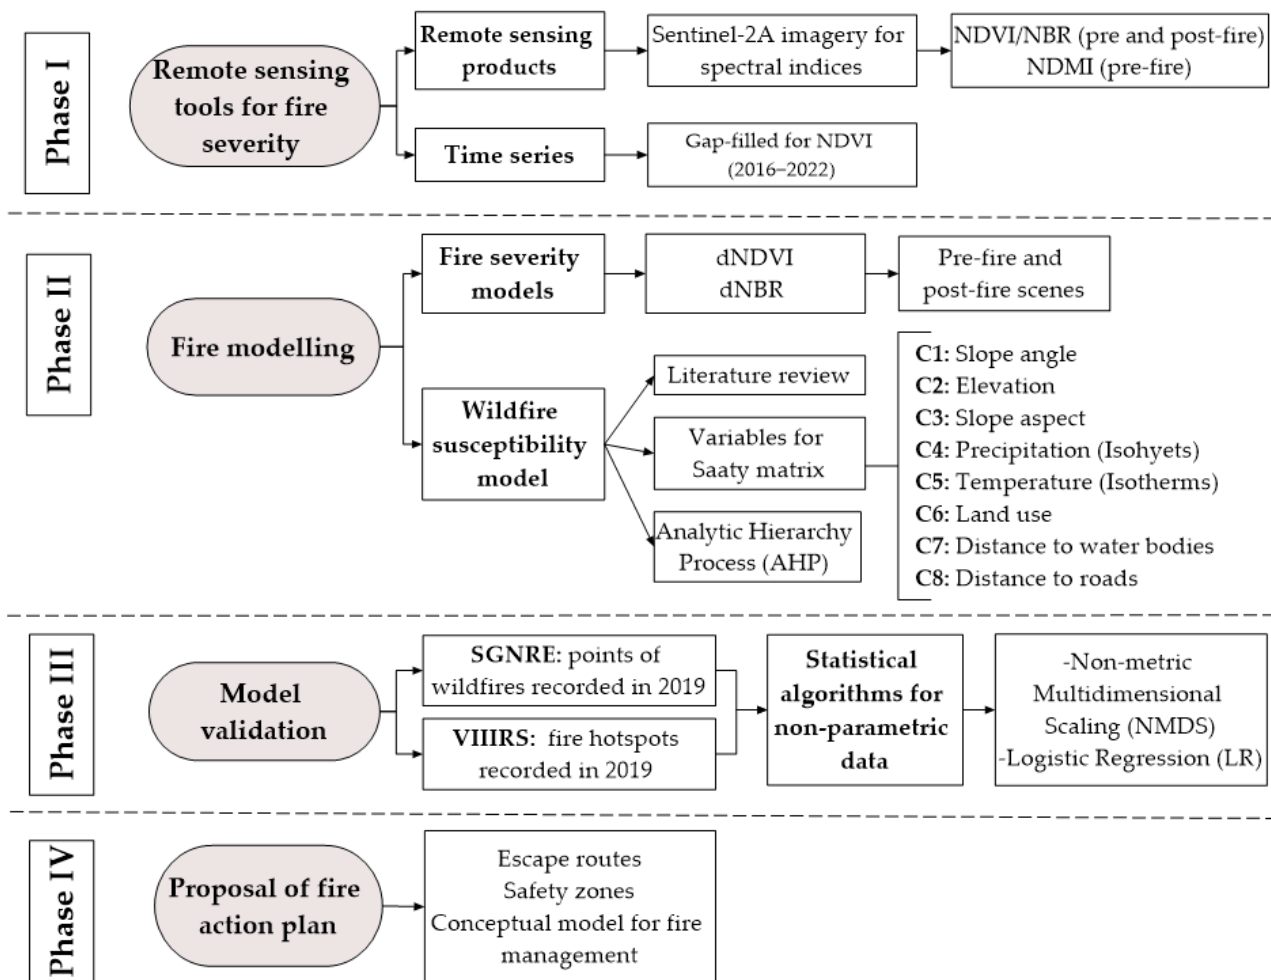 Phase I
Remote sensing
tools for fire
severity
Remote sensing
products
Sentinel-2A imagery for
spectral indices
NDVI/NBR (pre and post-fire)
NDMI (pre-fire)
Time series
Gap-filled for NDVI
(2016–2022)
Phase II
Fire modelling
Fire severity
models
dNDVI
dNBR
Pre-fire and
post-fire scenes
Wildfire
susceptibility
model
Literature review
Variables for
Saaty matrix
Analytic Hierarchy
Process (AHP)
C1: Slope angle
C2: Elevation
C3: Slope aspect
C4: Precipitation (Isohyets)
C5: Temperature (Isotherms)
C6: Land use
C7: Distance to water bodies
C8: Distance to roads
Phase III
Model
validation
SGNRE: points of
wildfires recorded in 2019
VIIIRS: fire hotspots
recorded in 2019
Statistical
algorithms for
non-parametric
data
-Non-metric
Multidimensional
Scaling (NMDS)
-Logistic Regression (LR)
Phase IV
Proposal of fire
action plan
Escape routes
Safety zones
Conceptual model for fire
management